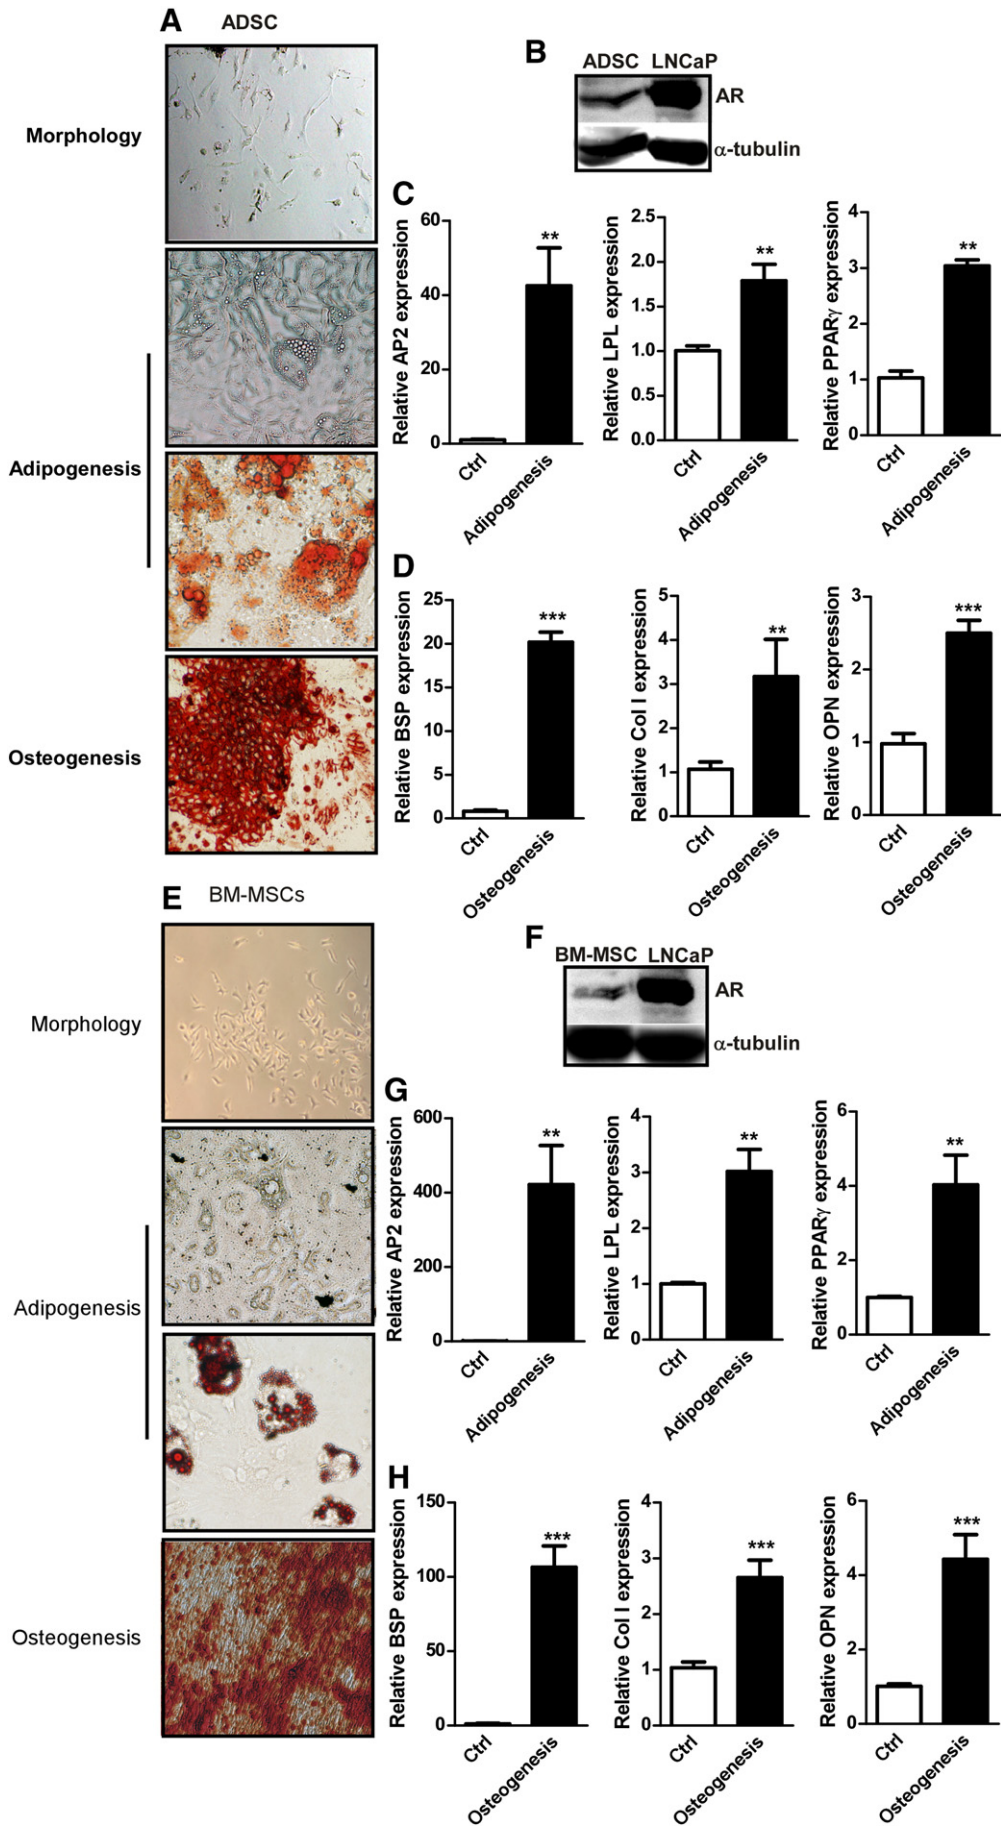 A ADSC
Morphology
Adipogenesis
Osteogenesis
B ADSC LNCaP
AR
α-tubulin
C
Relative AP2 expression
60
40
20
0
**
Ctrl
Adipogenesis
Relative LPL expression
2.5
2.0
1.5
1.0
0.5
0.0
**
Ctrl
Adipogenesis
Relative PPARγ expression
4
3
2
1
0
**
Ctrl
Adipogenesis
D
Relative BSP expression
25
20
15
10
5
0
***
Ctrl
Osteogenesis
Relative Col I expression
5
4
3
2
1
0
**
Ctrl
Osteogenesis
Relative OPN expression
3
2
1
0
***
Ctrl
Osteogenesis
E BM-MSCs
Morphology
Adipogenesis
Osteogenesis
F BM-MSC LNCaP
AR
α-tubulin
G
Relative AP2 expression
600
400
200
0
**
Ctrl
Adipogenesis
Relative LPL expression
4
3
2
1
0
**
Ctrl
Adipogenesis
Relative PPARγ expression
6
4
2
0
**
Ctrl
Adipogenesis
H
Relative BSP expression
150
100
50
0
***
Ctrl
Osteogenesis
Relative Col I expression
4
3
2
1
0
***
Ctrl
Osteogenesis
Relative OPN expression
6
4
2
0
***
Ctrl
Osteogenesis